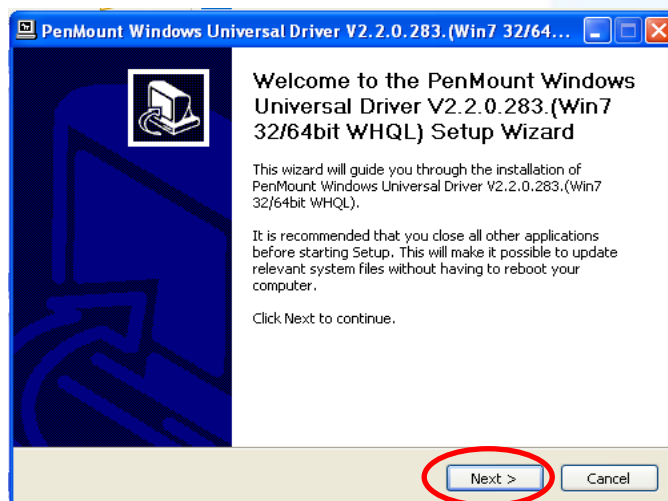 PenMount Windows Universal Driver V2.2.0.283.(Win7 32/64...
Welcome to the PenMount Windows
Universal Driver V2.2.0.283.(Win7
32/64bit WHQL) Setup Wizard
This wizard will guide you through the installation of
PenMount Windows Universal Driver V2.2.0.283.(Win7
32/64bit WHQL).
It is recommended that you close all other applications
before starting Setup. This will make it possible to update
relevant system files without having to reboot your
computer.
Click Next to continue.
Next >
Cancel